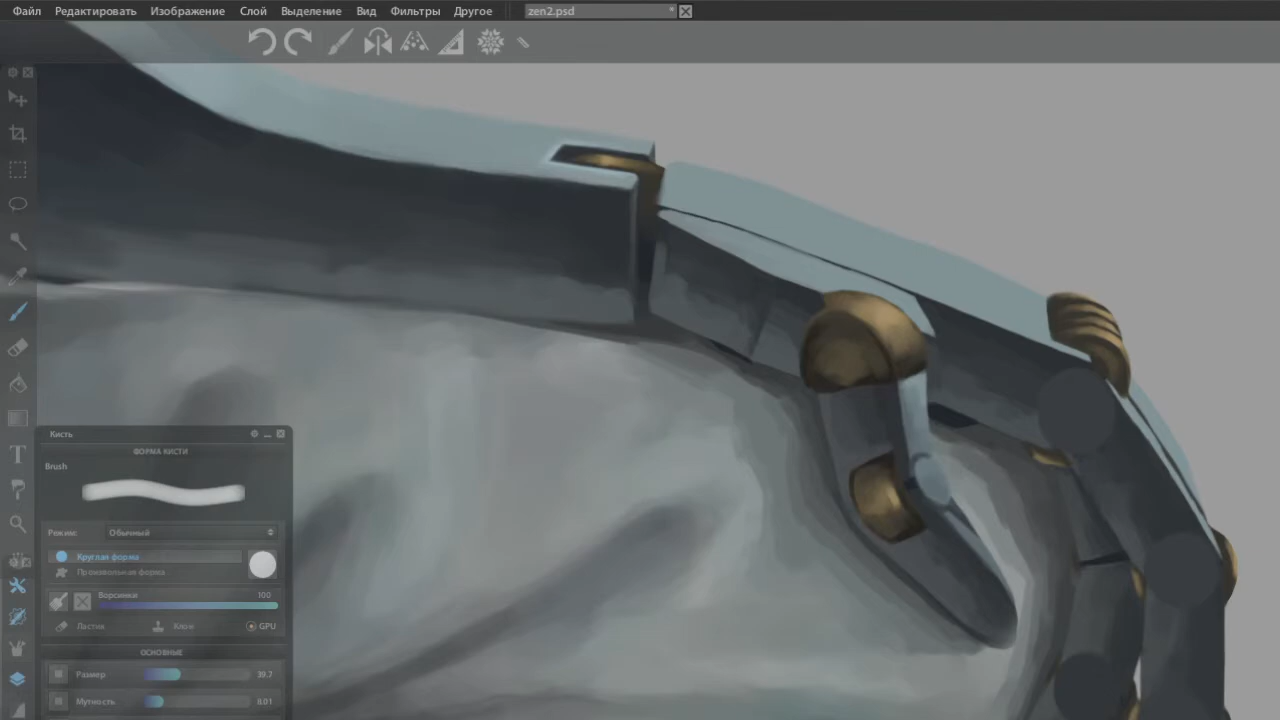 Файл Редактировать Изображение Слой Выделение Вид Фильтры Другое zen2.psd *
Кисть
ФОРМА КИСТИ
Brush
Режим: Обычный
Круглая форма
Произвольная форма
Ворсинки 100
Ластик Клон GPU
ОСНОВНЫЕ
Размер 39.7
Мутность 8.01